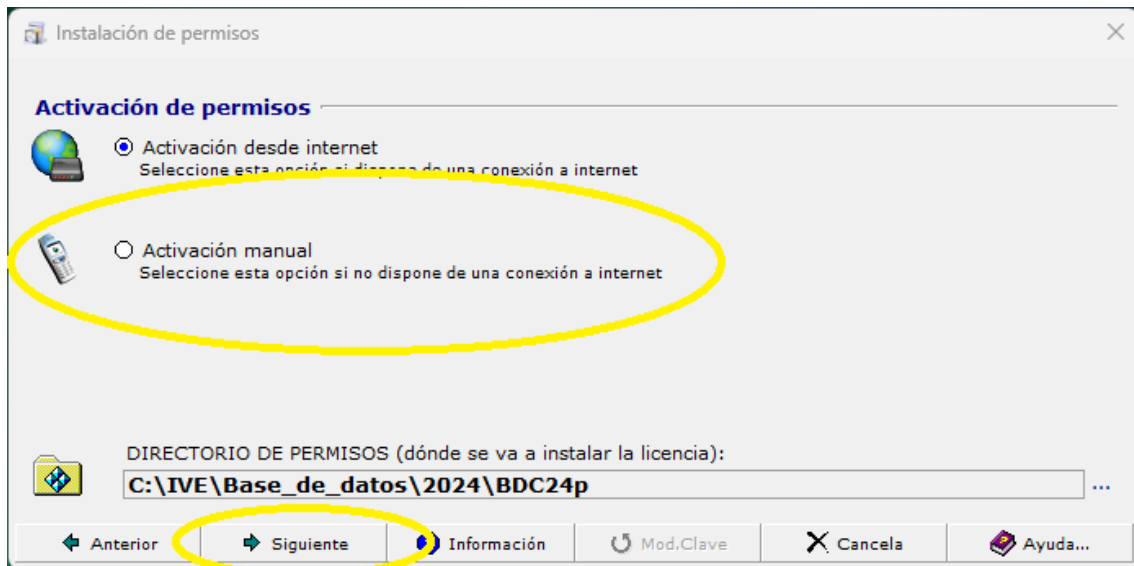 Instalación de permisos
Activación de permisos
Activación desde internet
Seleccione esta opción si dispone de una conexión a internet
Activación manual
Seleccione esta opción si no dispone de una conexión a internet
DIRECTORIO DE PERMISOS (dónde se va a instalar la licencia):
C:\IVE\Base_de_datos\2024\BDC24p
...
Anterior Siguiente Información Mod.Clave Cancela Ayuda...